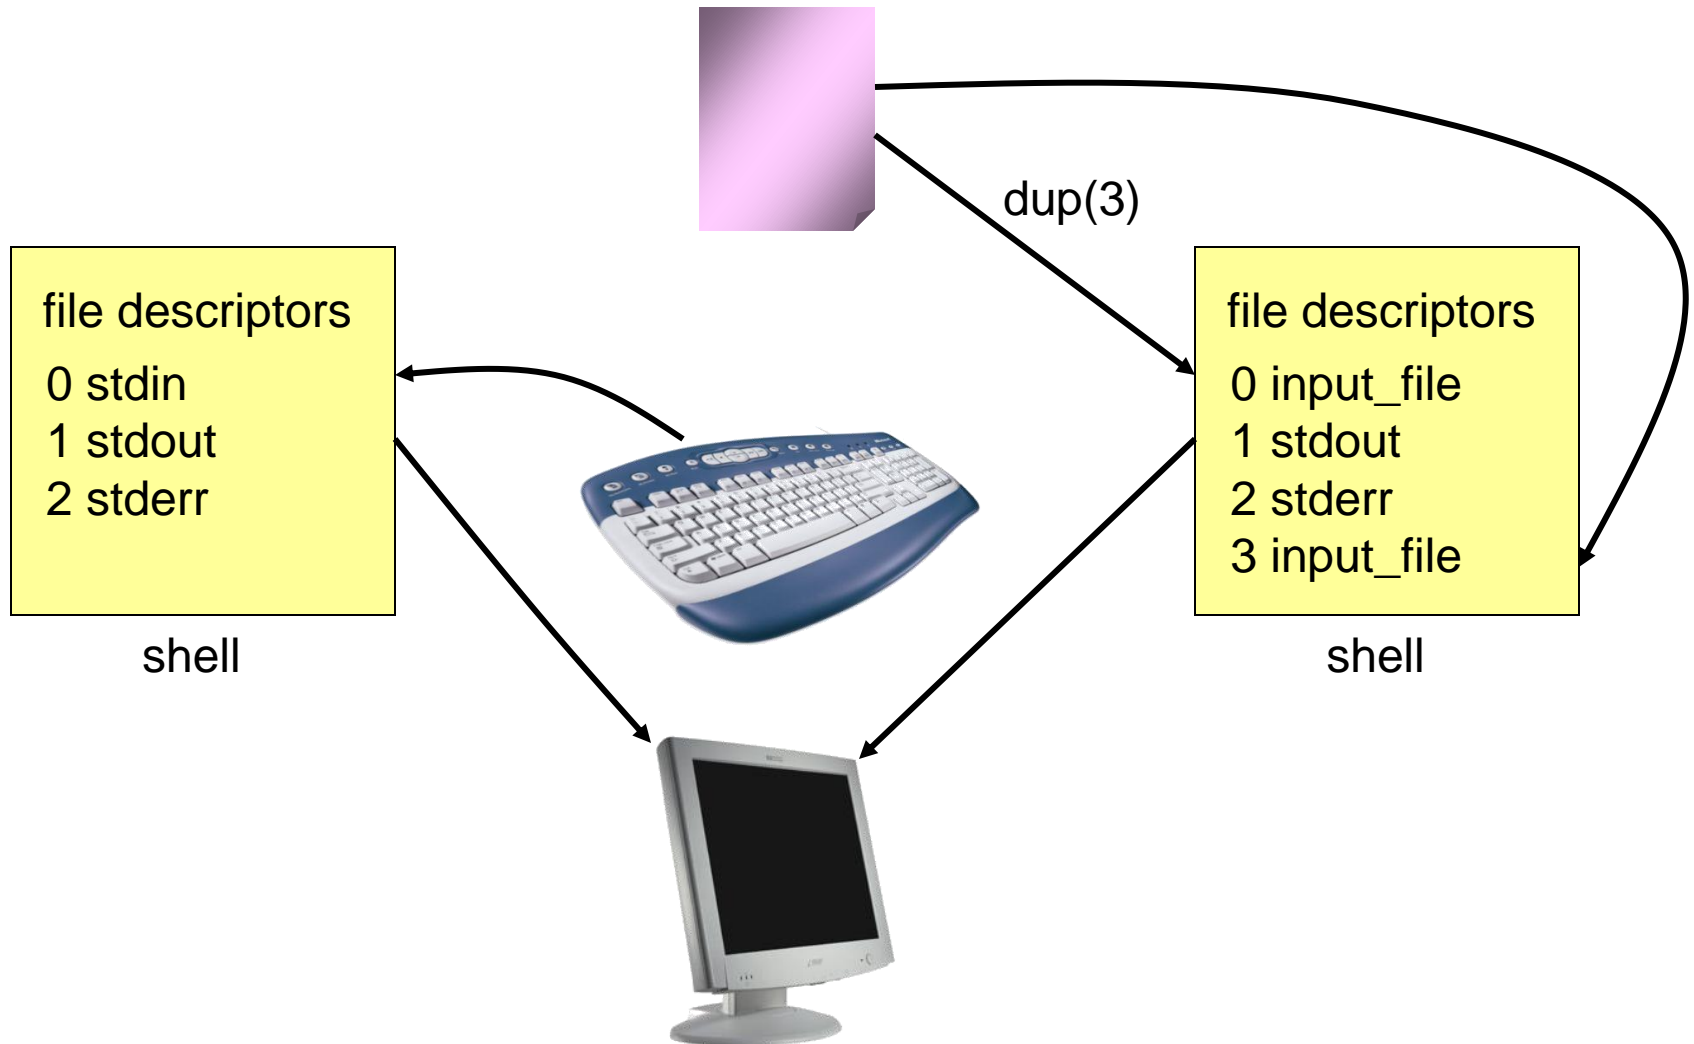 dup(3)
file descriptors
0 stdin
1 stdout
2 stderr
shell
file descriptors
0 input_file
1 stdout
2 stderr
3 input_file
shell